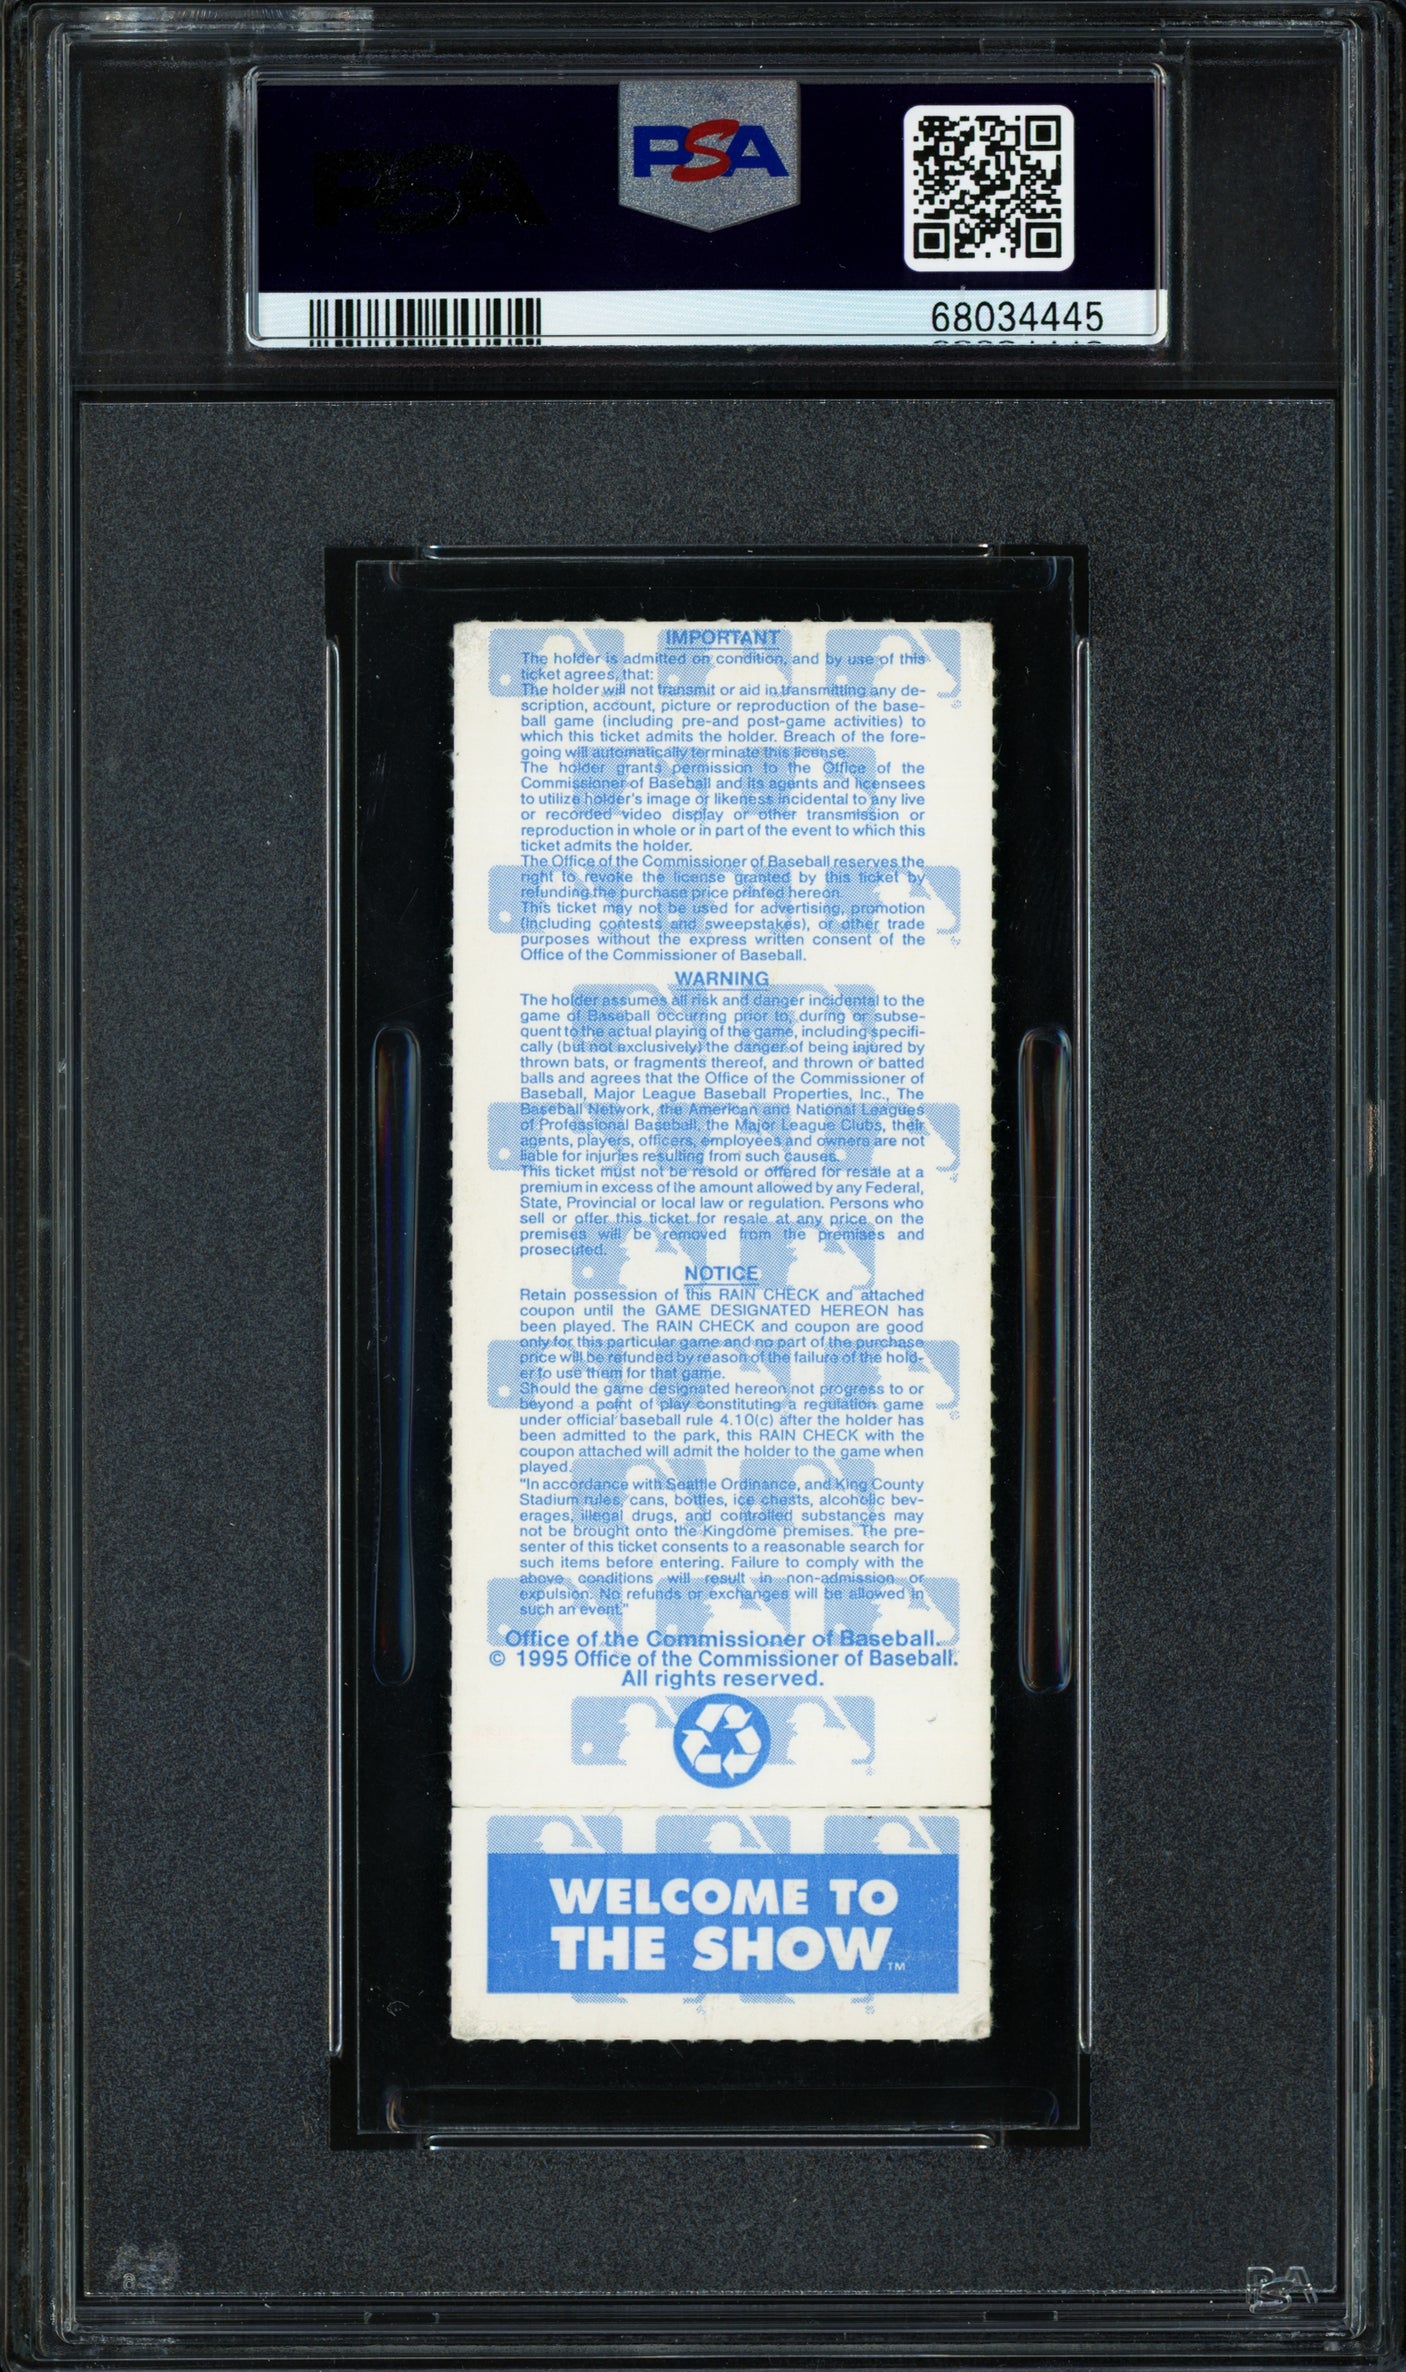 PSA
68034445
IMPORTANT
The holder is admitted on condition, and by use of this
ticket agrees, that:
The holder will not transmit or aid in transmitting any de-
scription, account, picture or reproduction of the base-
ball game (including pre-and post-game activities) to
which this ticket admits the holder. Breach of the fore-
going will automatically terminate this license.
The holder grants permission to the Office of the
Commissioner of Baseball and its agents and licensees
to utilize holder's image or likeness incidental to any live
or recorded video display or other transmission or
reproduction in whole or in part of the event to which this
ticket admits the holder.
The Office of the Commissioner of Baseball reserves the
right to revoke the license granted by this ticket by
refunding the purchase price printed hereon.
This ticket may not be used for advertising, promotion
(including contests and sweepstakes), or other trade
purposes without the express written consent of the
Office of the Commissioner of Baseball.
WARNING
The holder assumes all risk and danger incidental to the
game of Baseball occurring prior to, during or subse-
quent to the actual playing of the game, including specifi-
cally (but not exclusively) the danger of being injured by
thrown bats, or fragments thereof, and thrown or batted
balls and agrees that the Office of the Commissioner of
Baseball, Major League Baseball Properties, Inc., The
Baseball Network, the American and National Leagues
of Professional Baseball, the Major League Clubs, their
agents, players, officers, employees and owners are not
liable for injuries resulting from such causes.
This ticket must not be resold or offered for resale at a
premium in excess of the amount allowed by any Federal,
State, Provincial or local law or regulation. Persons who
sell or offer this ticket for resale at any price on the
premises will be removed from the premises and
prosecuted.
NOTICE
Retain possession of this RAIN CHECK and attached
coupon until the GAME DESIGNATED HEREON has
been played. The RAIN CHECK and coupon are good
only for this particular game and no part of the purchase
price will be refunded by reason of the failure of the hold-
er to use them for that game.
Should the game designated hereon not progress to or
beyond a point of play constituting a regulation game
under official baseball rule 4.10(c) after the holder has
been admitted to the park, this RAIN CHECK with the
coupon attached will admit the holder to the game when
played.
"In accordance with Seattle Ordinance, and King County
Stadium rules, cans, bottles, ice chests, alcoholic bev-
erages, illegal drugs, and controlled substances may
not be brought onto the Kingdome premises. The pre-
senter of this ticket consents to a reasonable search for
such items before entering. Failure to comply with the
above conditions will result in non-admission or
expulsion. No refunds or exchanges will be allowed in
such an event."
Office of the Commissioner of Baseball.
© 1995 Office of the Commissioner of Baseball.
All rights reserved.
WELCOME TO
THE SHOW™
PSA